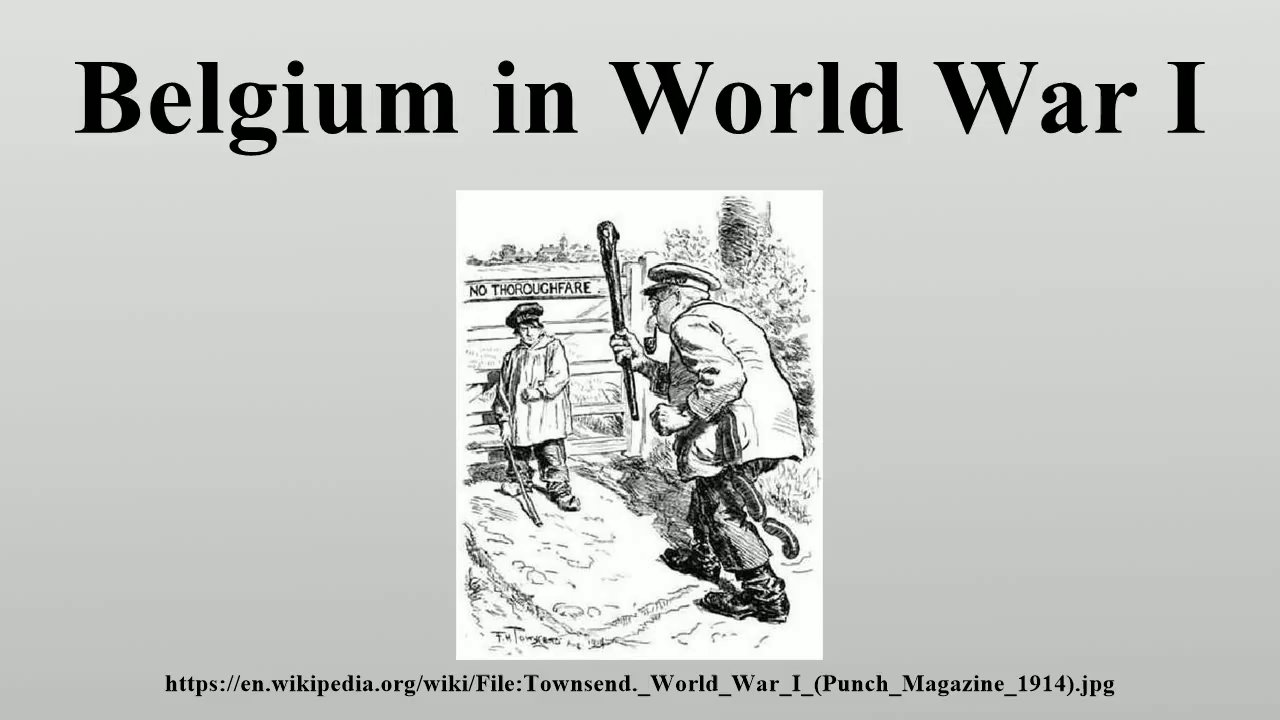 Belgium in World War I
NO THOROUGHFARE
https://en.wikipedia.org/wiki/File:Townsend._World_War_I_(Punch_Magazine_1914).jpg